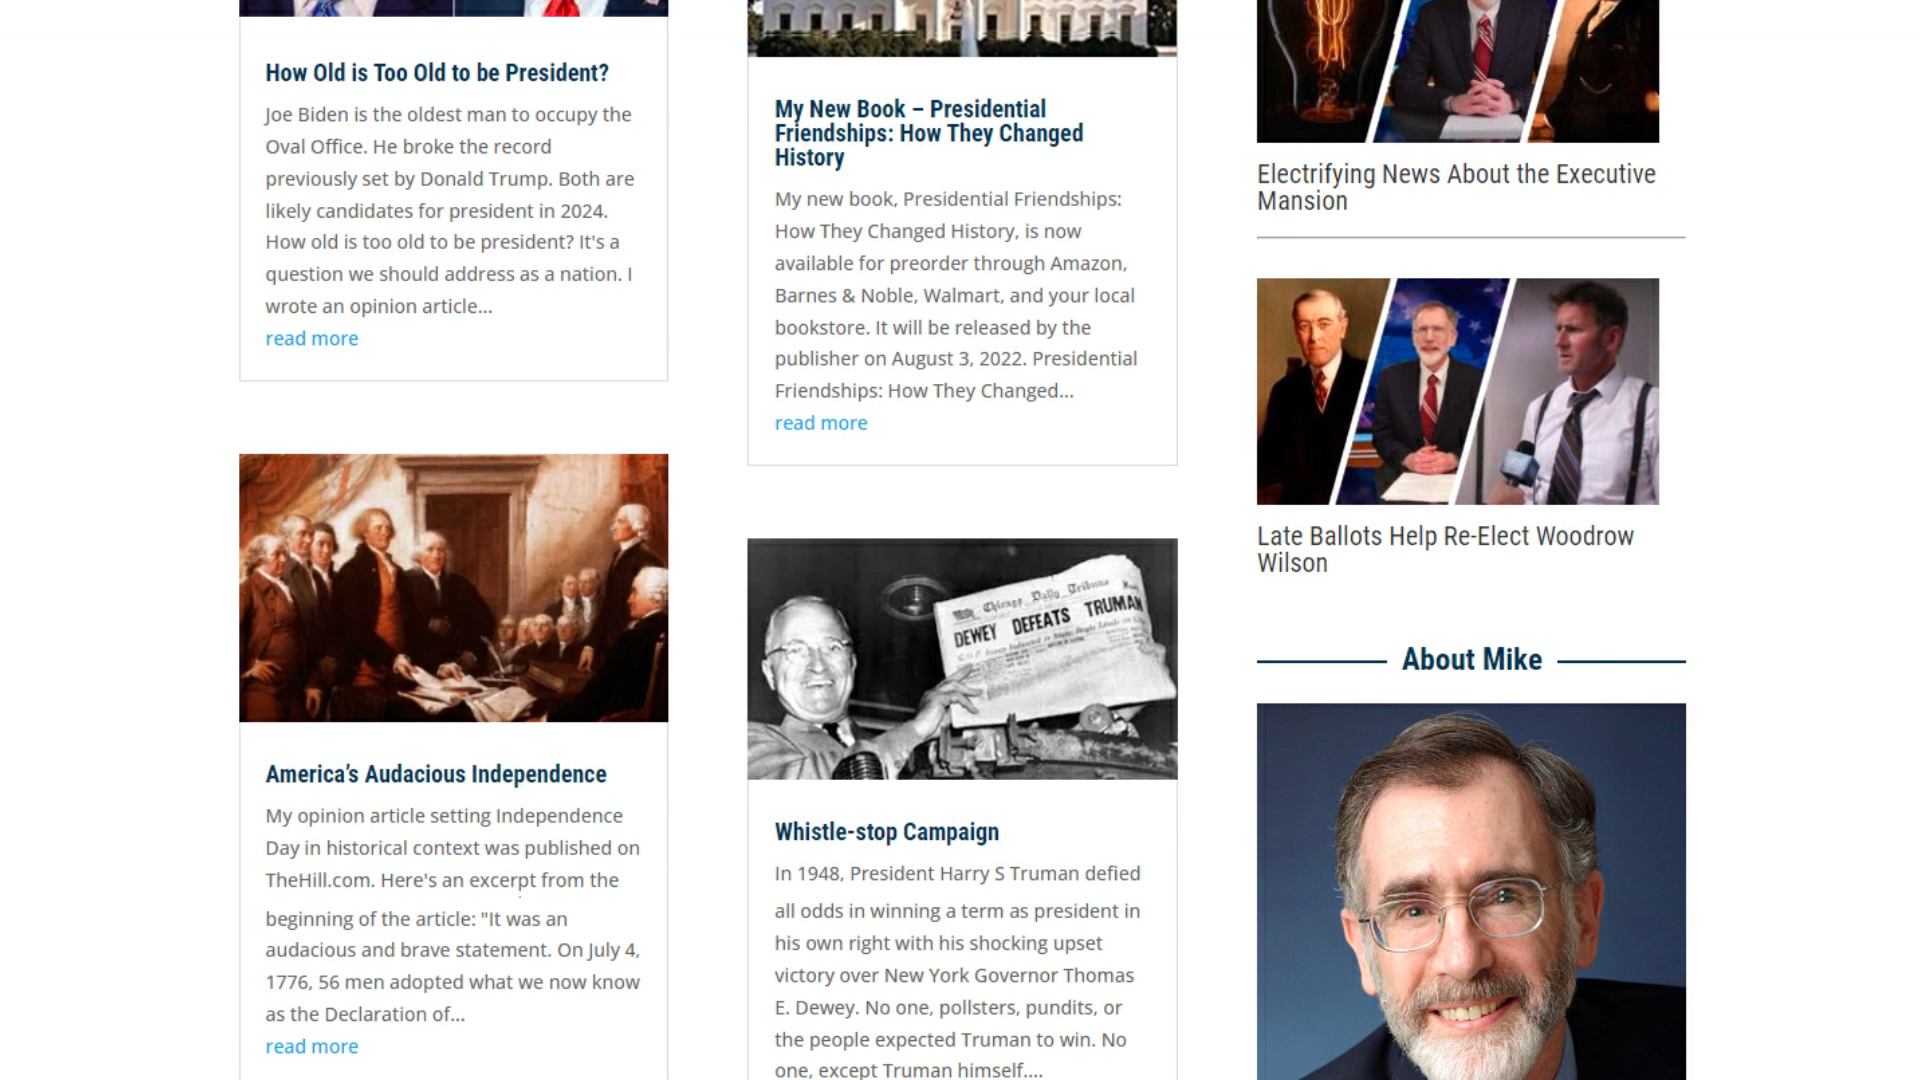 How Old is Too Old to be President?
Joe Biden is the oldest man to occupy the
Oval Office. He broke the record
previously set by Donald Trump. Both are
likely candidates for president in 2024.
How old is too old to be president? It's a
question we should address as a nation. I
wrote an opinion article...
read more
America's Audacious Independence
My opinion article setting Independence
Day in historical context was published on
TheHill.com. Here's an excerpt from the
beginning of the article: "It was an
audacious and brave statement. On July 4,
1776, 56 men adopted what we now know
as the Declaration of...
read more
My New Book – Presidential
Friendships: How They Changed
History
My new book, Presidential Friendships:
How They Changed History, is now
available for preorder through Amazon,
Barnes & Noble, Walmart, and your local
bookstore. It will be released by the
publisher on August 3, 2022. Presidential
Friendships: How They Changed...
read more
Chicago Daily Tribune
DEWEY DEFEATS TRUMAN
Whistle-stop Campaign
In 1948, President Harry S Truman defied
all odds in winning a term as president in
his own right with his shocking upset
victory over New York Governor Thomas
E. Dewey. No one, pollsters, pundits, or
the people expected Truman to win. No
one, except Truman himself....
Electrifying News About the Executive
Mansion
Late Ballots Help Re-Elect Woodrow
Wilson
About Mike